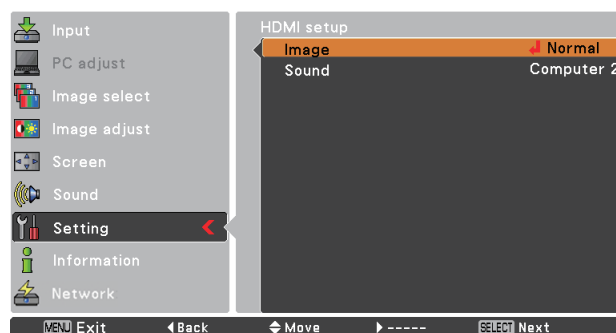 Input
PC adjust
Image select
Image adjust
Screen
Sound
Setting
Information
Network
HDMI setup
Image Normal
Sound Computer 2
MENU Exit Back Move ----- SELECT Next